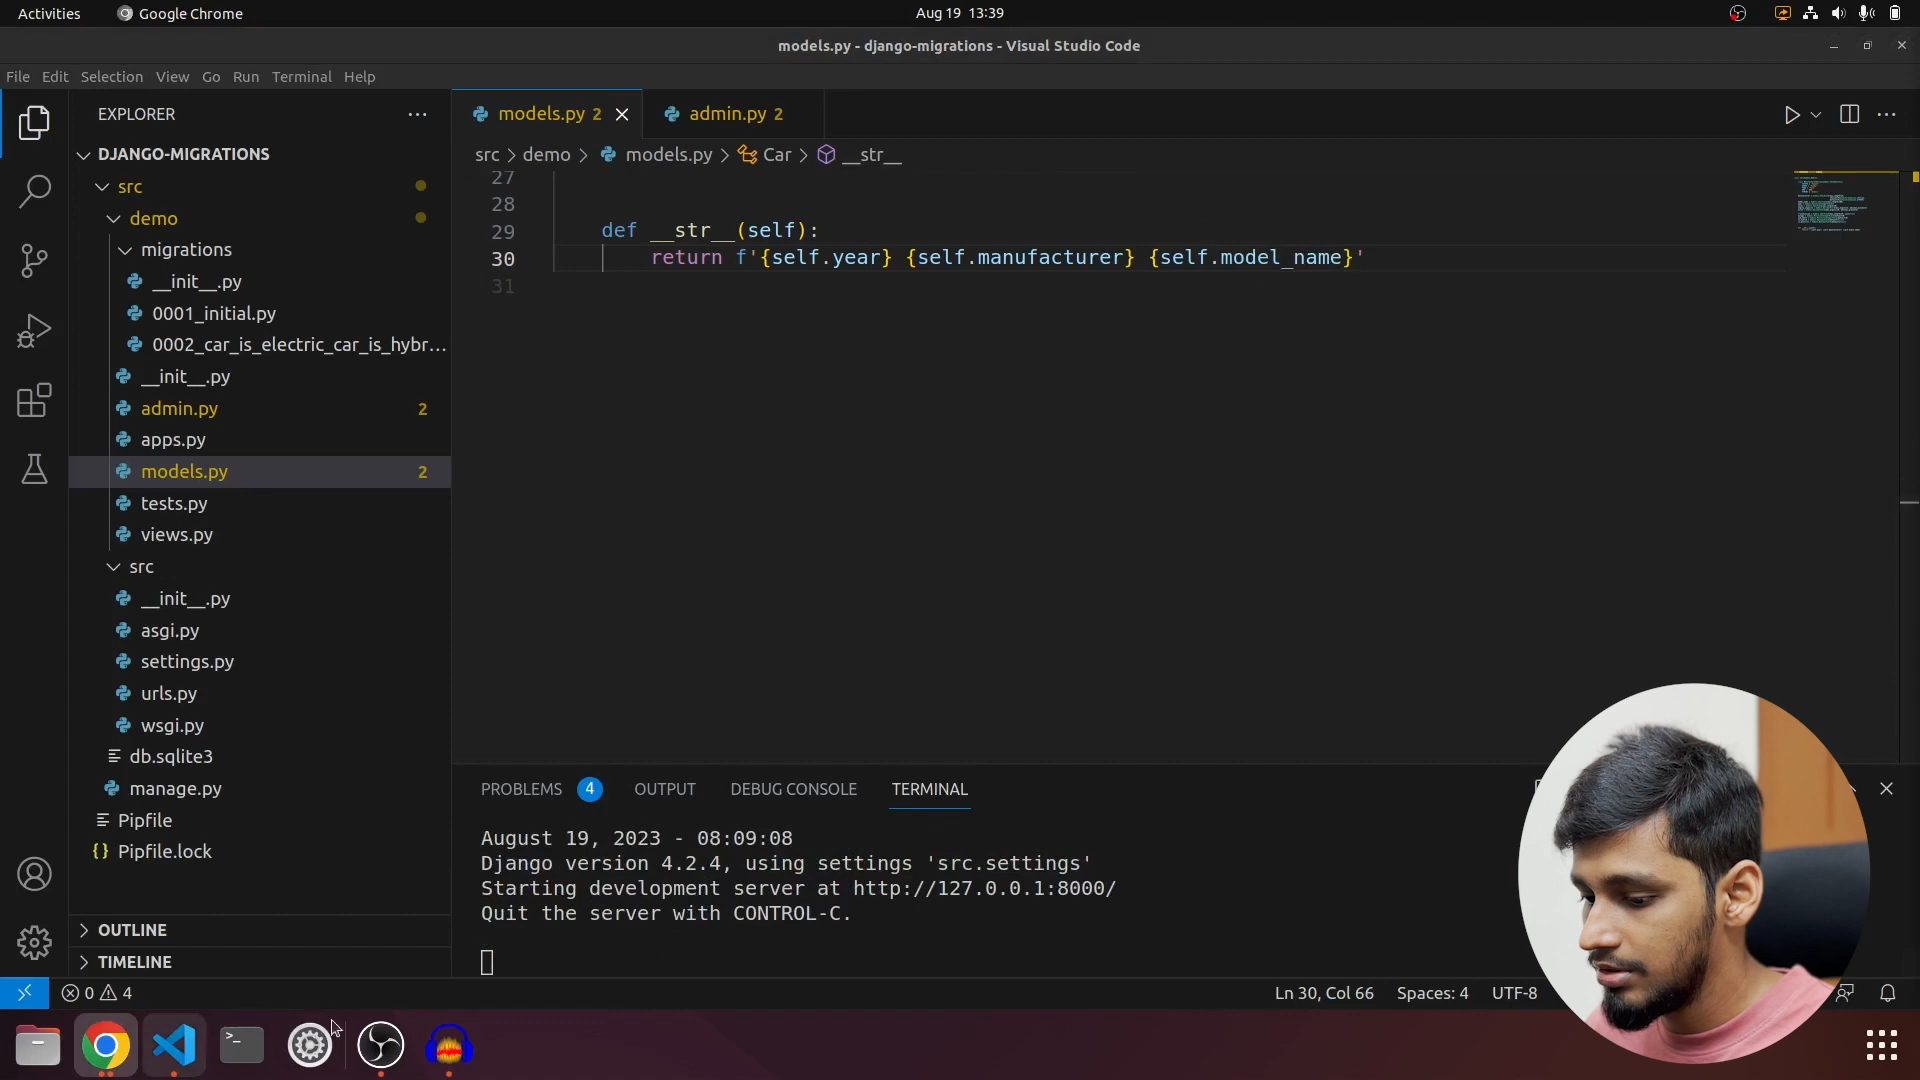 Activities
Google Chrome
Aug 19 13:39
models.py - django-migrations - Visual Studio Code
File Edit Selection View Go Run Terminal Help
EXPLORER
DJANGO-MIGRATIONS
src
demo
migrations
__init__.py
0001_initial.py
0002_car_is_electric_car_is_hybr...
__init__.py
admin.py 2
apps.py
models.py 2
tests.py
views.py
src
__init__.py
asgi.py
settings.py
urls.py
wsgi.py
db.sqlite3
manage.py
Pipfile
{} Pipfile.lock
OUTLINE
TIMELINE
models.py 2
admin.py 2
src > demo > models.py > Car > __str__
27
28
29 def __str__(self):
30 return f'{self.year} {self.manufacturer} {self.model_name}'
31
PROBLEMS 4 OUTPUT DEBUG CONSOLE TERMINAL
August 19, 2023 - 08:09:08
Django version 4.2.4, using settings 'src.settings'
Starting development server at http://127.0.0.1:8000/
Quit the server with CONTROL-C.
0 4
Ln 30, Col 66 Spaces: 4 UTF-8